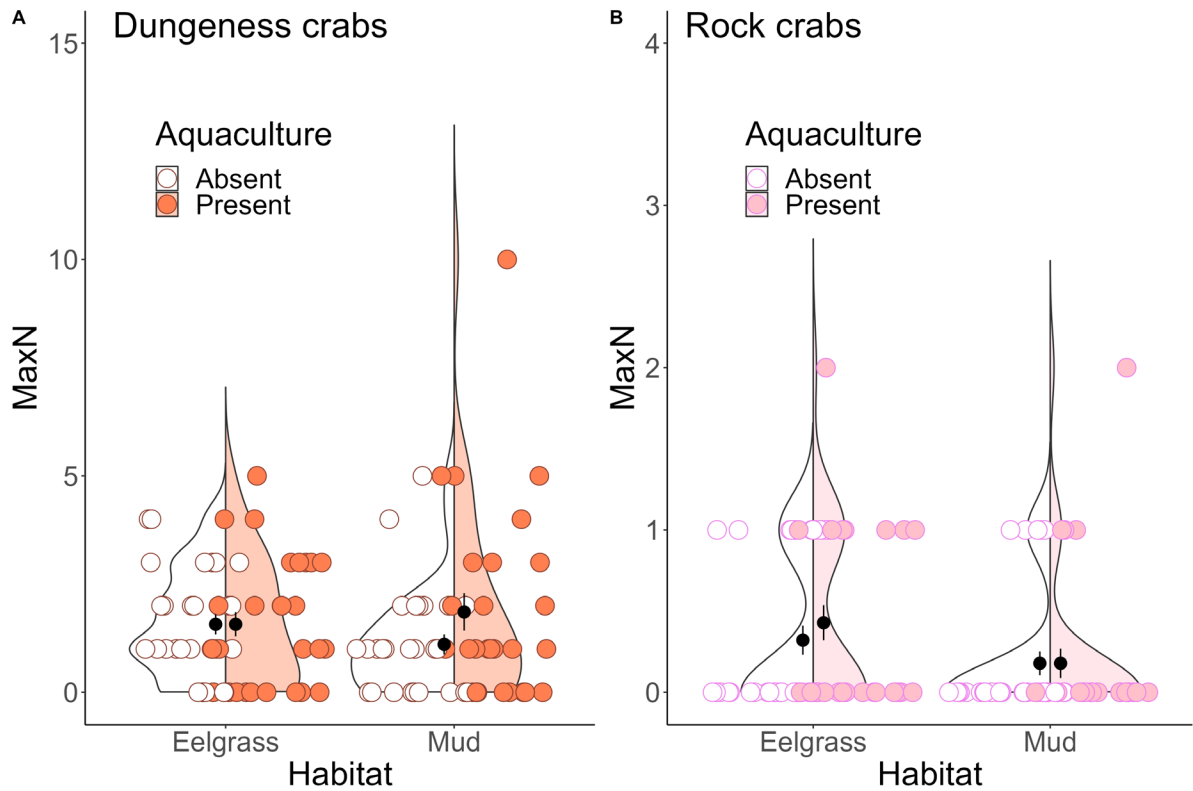 A
Dungeness crabs
15
10
5
0
MaxN
Aquaculture
Absent
Present
Eelgrass
Mud
Habitat
B
Rock crabs
4
3
2
1
0
MaxN
Aquaculture
Absent
Present
Eelgrass
Mud
Habitat